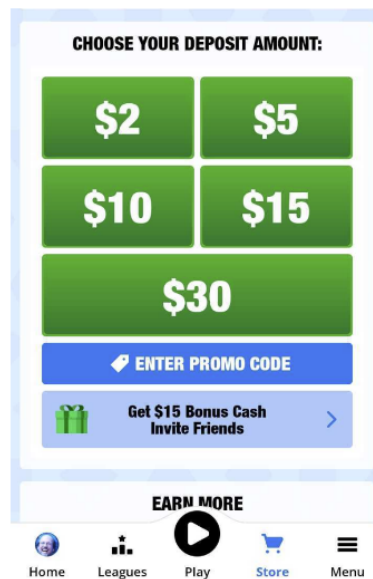 CHOOSE YOUR DEPOSIT AMOUNT:
$2
$5
$10
$15
$30
ENTER PROMO CODE
Get $15 Bonus Cash
Invite Friends
EARN MORE
Home
Leagues
Play
Store
Menu